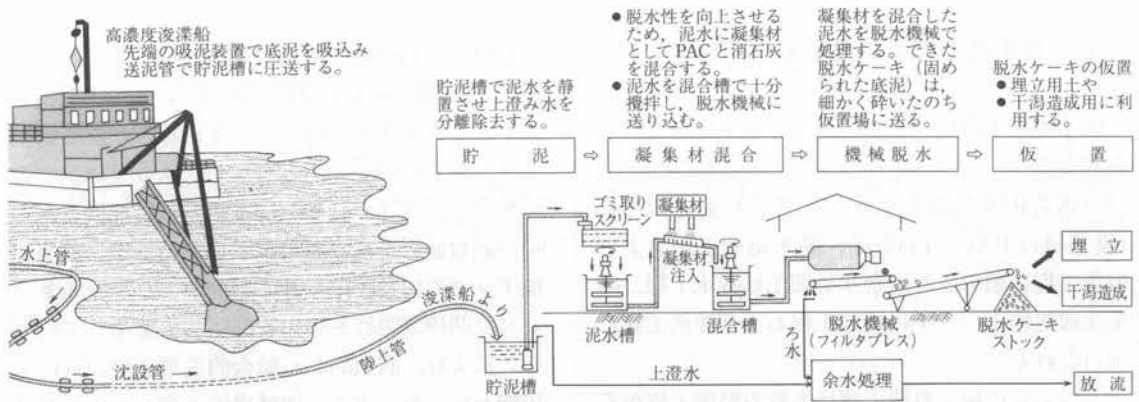 高濃度浚渫船
先端の吸泥装置で底泥を吸込み
送泥管で貯泥槽に圧送する。
貯泥槽で泥水を静
置させ上澄み水を
分離除去する。
●脱水性を向上させる
ため，泥水に凝集材
としてPACと消石灰
を混合する。
●泥水を混合槽で十分
攪拌し，脱水機械に
送り込む。
凝集材を混合した
泥水を脱水機械で
処理する。できた
脱水ケーキ（固め
られた底泥）は，
細かく砕いたのち
仮置場に送る。
脱水ケーキの仮置
●埋立用土や
●干潟造成用に利
用する。
貯泥
⇨
凝集材混合
⇨
機械脱水
⇨
仮置
ゴミ取り
スクリーン
凝集材
凝集材
注入
泥水槽
混合槽
脱水機械
（フィルタプレス）
脱水ケーキ
ストック
埋立
干潟造成
水上管
浚渫船より
陸上管
沈設管
貯泥槽
上澄水
ろ水
余水処理
放流